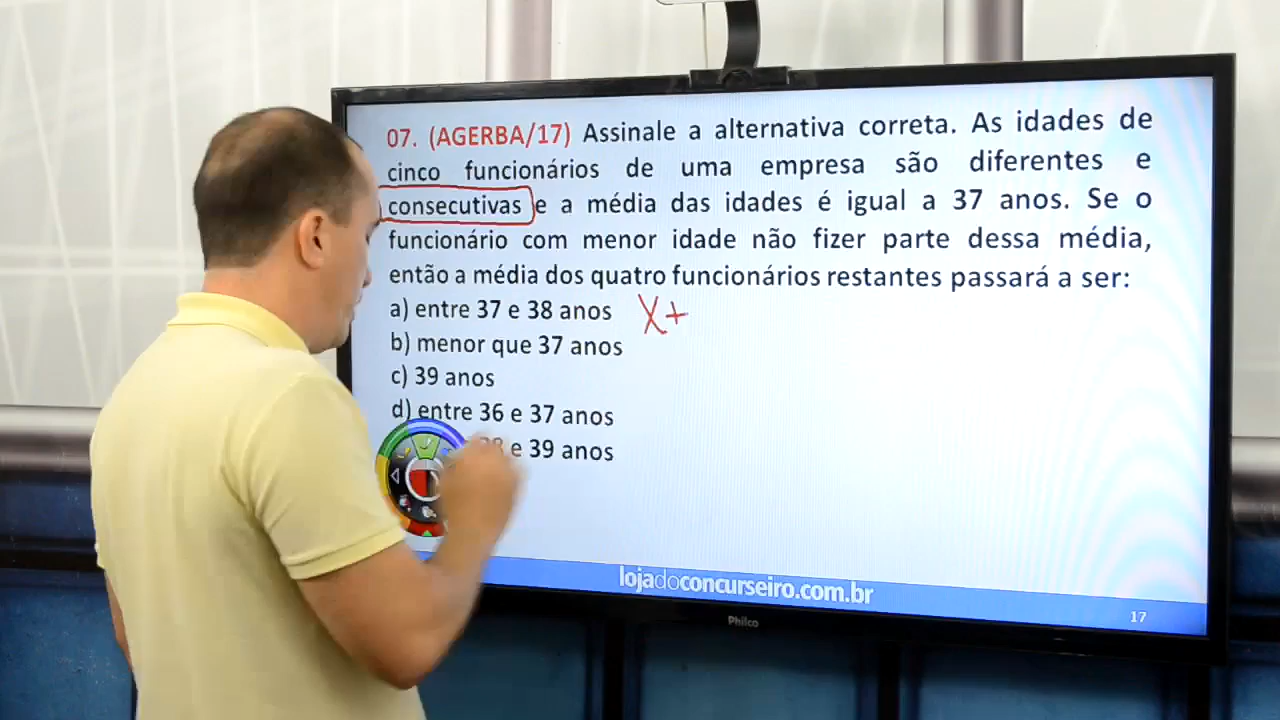 07. (AGERBA/17) Assinale a alternativa correta. As idades de
cinco funcionários de uma empresa são diferentes e
consecutivas e a média das idades é igual a 37 anos. Se o
funcionário com menor idade não fizer parte dessa média,
então a média dos quatro funcionários restantes passará a ser:
a) entre 37 e 38 anos X+
b) menor que 37 anos
c) 39 anos
d) entre 36 e 37 anos
e 39 anos
lojadoconcurseiro.com.br
17
Philco